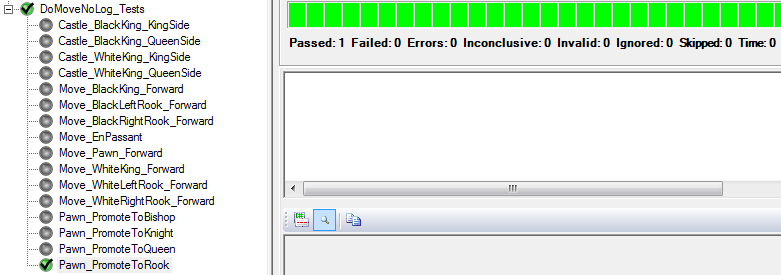 DoMoveNoLog_Tests
Castle_BlackKing_KingSide
Castle_BlackKing_QueenSide
Castle_WhiteKing_KingSide
Castle_WhiteKing_QueenSide
Move_BlackKing_Forward
Move_BlackLeftRook_Forward
Move_BlackRightRook_Forward
Move_EnPassant
Move_Pawn_Forward
Move_WhiteKing_Forward
Move_WhiteLeftRook_Forward
Move_WhiteRightRook_Forward
Pawn_PromoteToBishop
Pawn_PromoteToKnight
Pawn_PromoteToQueen
Pawn_PromoteToRook
Passed: 1 Failed: 0 Errors: 0 Inconclusive: 0 Invalid: 0 Ignored: 0 Skipped: 0 Time: 0